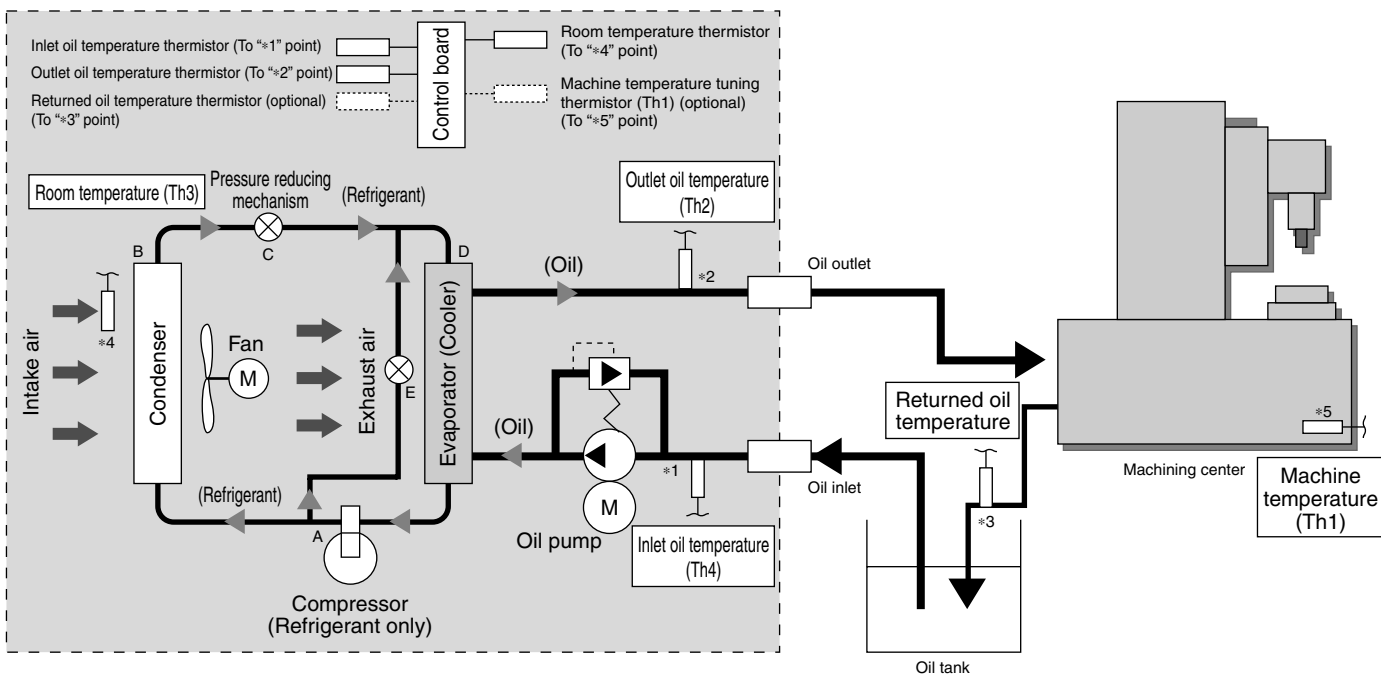 Inlet oil temperature thermistor (To “*1” point)
Outlet oil temperature thermistor (To “*2” point)
Returned oil temperature thermistor (optional)
(To “*3” point)
Control board
Room temperature thermistor
(To “*4” point)
Machine temperature tuning
thermistor (Th1) (optional)
(To “*5” point)
Room temperature (Th3)
Pressure reducing
mechanism
(Refrigerant)
Outlet oil temperature
(Th2)
B
C
D
*4
Intake air
Condenser
Fan
M
Exhaust air
E
Evaporator (Cooler)
(Oil)
*2
Oil outlet
(Oil)
*1
Oil inlet
M
Oil pump
Inlet oil temperature
(Th4)
(Refrigerant)
A
Compressor
(Refrigerant only)
Returned oil
temperature
*3
Oil tank
*5
Machining center
Machine
temperature
(Th1)